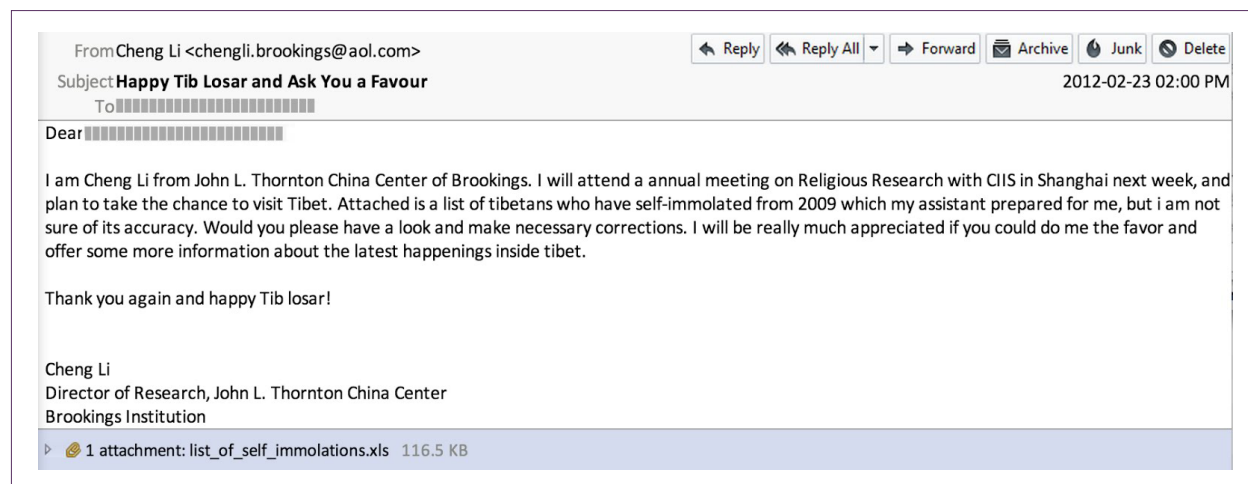 From Cheng Li <chengli.brookings@aol.com> Reply Reply All Forward Archive Junk Delete
Subject Happy Tib Losar and Ask You a Favour 2012-02-23 02:00 PM
To
Dear
I am Cheng Li from John L. Thornton China Center of Brookings. I will attend a annual meeting on Religious Research with CIIS in Shanghai next week, and
plan to take the chance to visit Tibet. Attached is a list of tibetans who have self-immolated from 2009 which my assistant prepared for me, but i am not
sure of its accuracy. Would you please have a look and make necessary corrections. I will be really much appreciated if you could do me the favor and
offer some more information about the latest happenings inside tibet.
Thank you again and happy Tib losar!
Cheng Li
Director of Research, John L. Thornton China Center
Brookings Institution
1 attachment: list_of_self_immolations.xls 116.5 KB